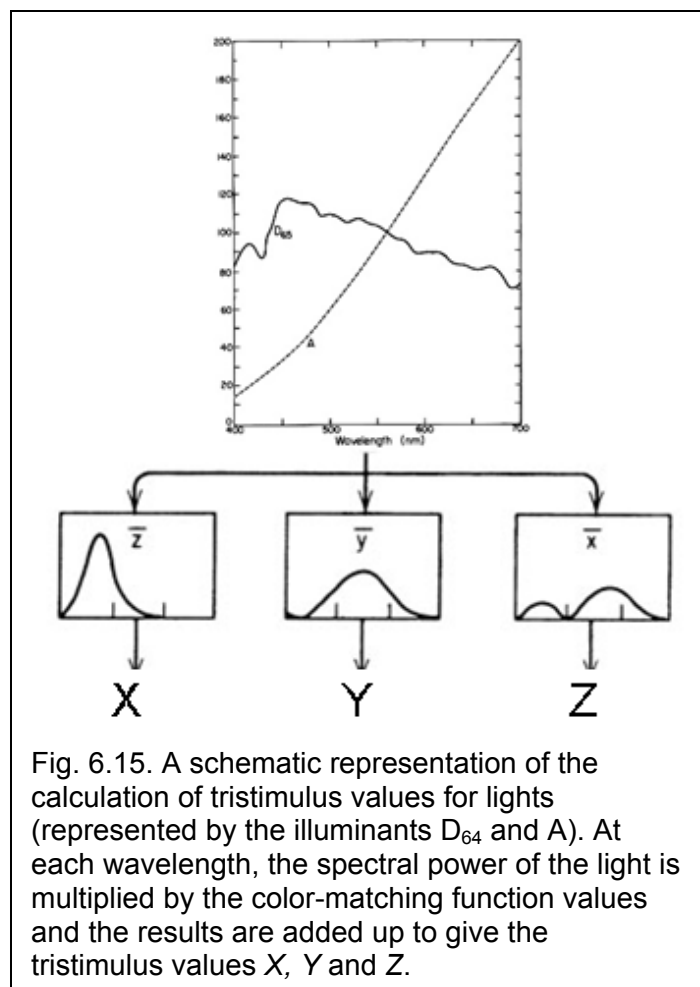 200
180
160
140
120
100
80
60
40
20
0
D65
A
400 500 600 700
Wavelength (nm)
z̅ y̅ x̅
X Y Z
Fig. 6.15. A schematic representation of the
calculation of tristimulus values for lights
(represented by the illuminants D₆₄ and A). At
each wavelength, the spectral power of the light is
multiplied by the color-matching function values
and the results are added up to give the
tristimulus values X, Y and Z.